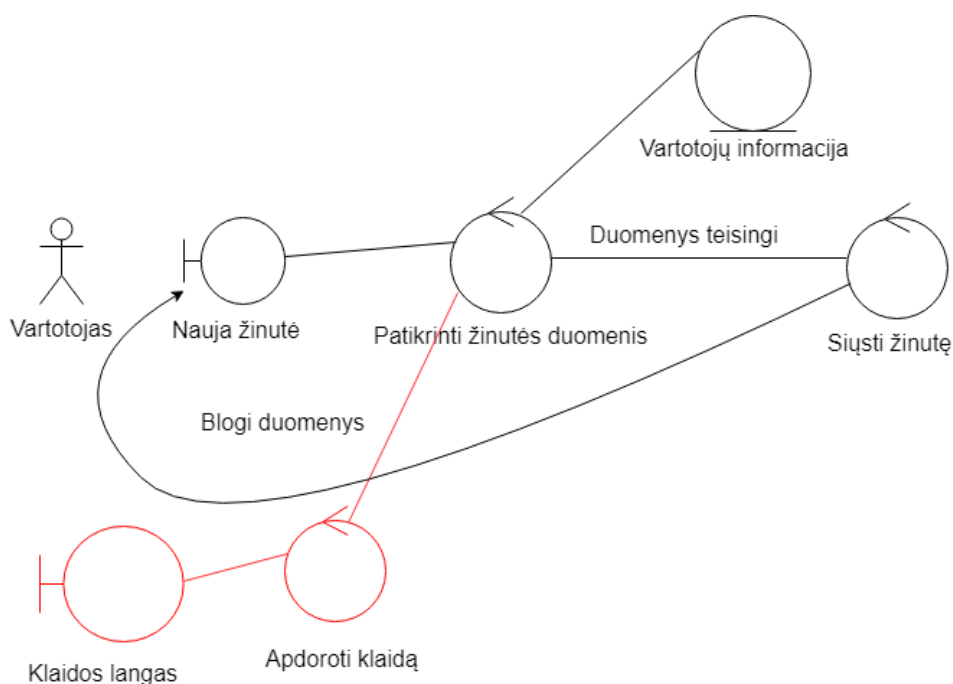 Vartotojų informacija
Duomenys teisingi
Vartotojas
Nauja žinutė
Patikrinti žinutės duomenis
Siųsti žinutę
Blogi duomenys
Klaidos langas
Apdoroti klaidą